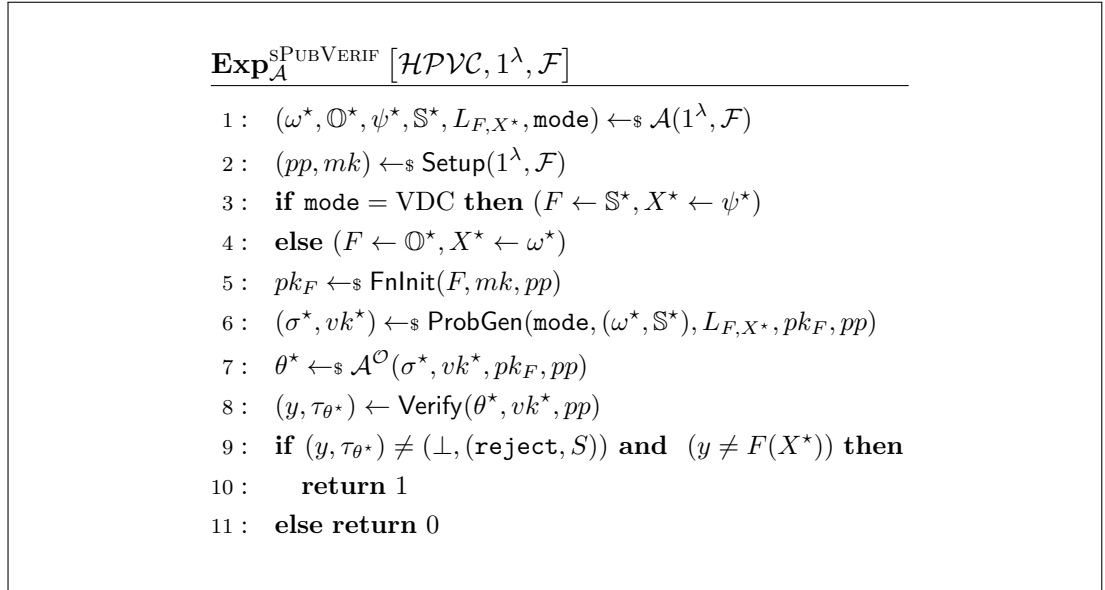 Exp_𝒜^sPubVerif [ℋ𝒫𝒱𝒞, 1^λ, ℱ]
1 : (ω*, 𝕆*, ψ*, 𝕊*, L_{F,X*}, mode) ←$ 𝒜(1^λ, ℱ)
2 : (pp, mk) ←$ Setup(1^λ, ℱ)
3 : if mode = VDC then (F ← 𝕊*, X* ← ψ*)
4 : else (F ← 𝕆*, X* ← ω*)
5 : pk_F ←$ FnInit(F, mk, pp)
6 : (σ*, vk*) ←$ ProbGen(mode, (ω*, 𝕊*), L_{F,X*}, pk_F, pp)
7 : θ* ←$ 𝒜^𝒪(σ*, vk*, pk_F, pp)
8 : (y, τ_{θ*}) ← Verify(θ*, vk*, pp)
9 : if (y, τ_{θ*}) ≠ (⊥, (reject, S)) and (y ≠ F(X*)) then
10 : return 1
11 : else return 0